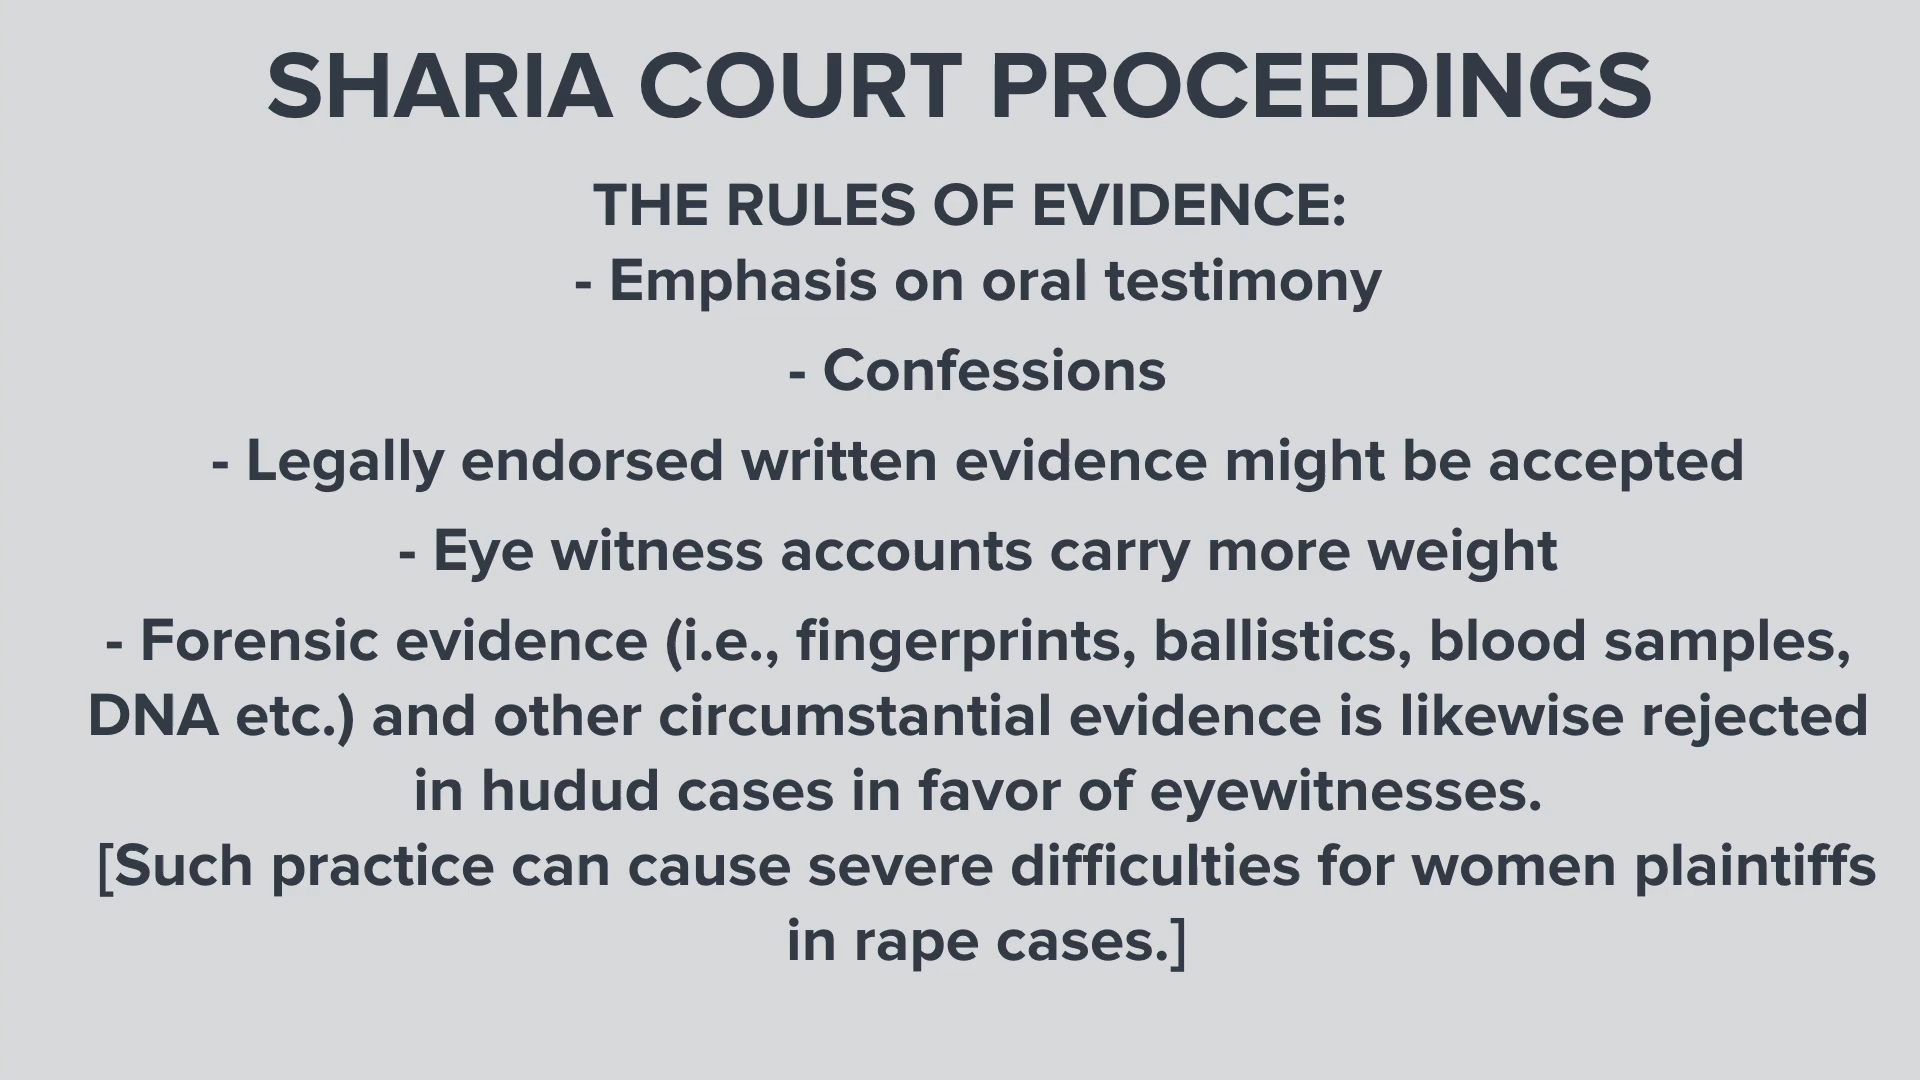 SHARIA COURT PROCEEDINGS
THE RULES OF EVIDENCE:
- Emphasis on oral testimony
- Confessions
- Legally endorsed written evidence might be accepted
- Eye witness accounts carry more weight
- Forensic evidence (i.e., fingerprints, ballistics, blood samples,
DNA etc.) and other circumstantial evidence is likewise rejected
in hudud cases in favor of eyewitnesses.
[Such practice can cause severe difficulties for women plaintiffs
in rape cases.]